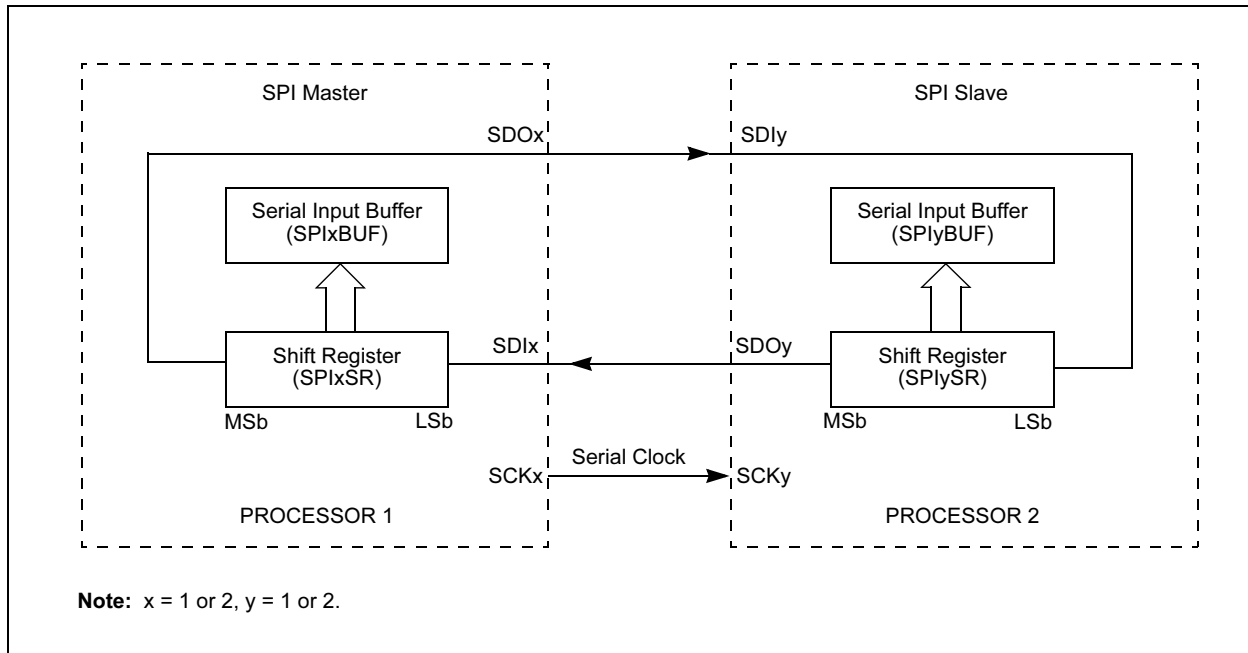 SPI Master
SPI Slave
SDOx
SDIy
Serial Input Buffer
(SPIxBUF)
Serial Input Buffer
(SPIyBUF)
Shift Register
(SPIxSR)
SDIx
SDOy
Shift Register
(SPIySR)
MSb
LSb
MSb
LSb
Serial Clock
SCKx
SCKy
PROCESSOR 1
PROCESSOR 2
Note: x = 1 or 2, y = 1 or 2.